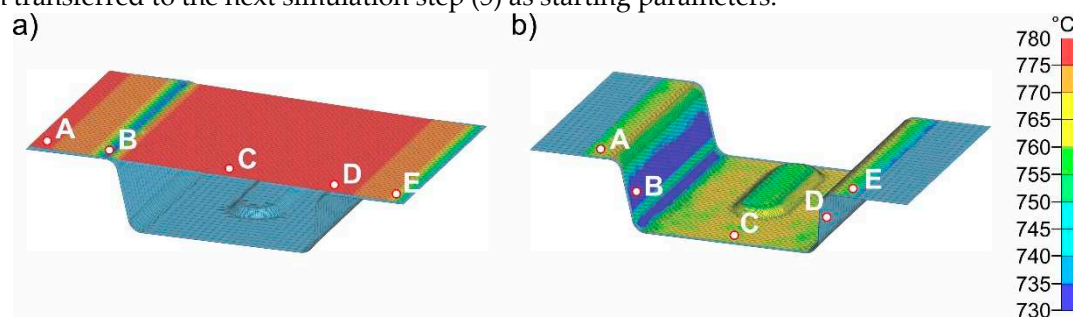 transferred to the next simulation step (3) as starting parameters.
a)
b)
°C
780
775
770
765
760
755
750
745
740
735
730
A
B
C
D
E
A
B
C
D
E